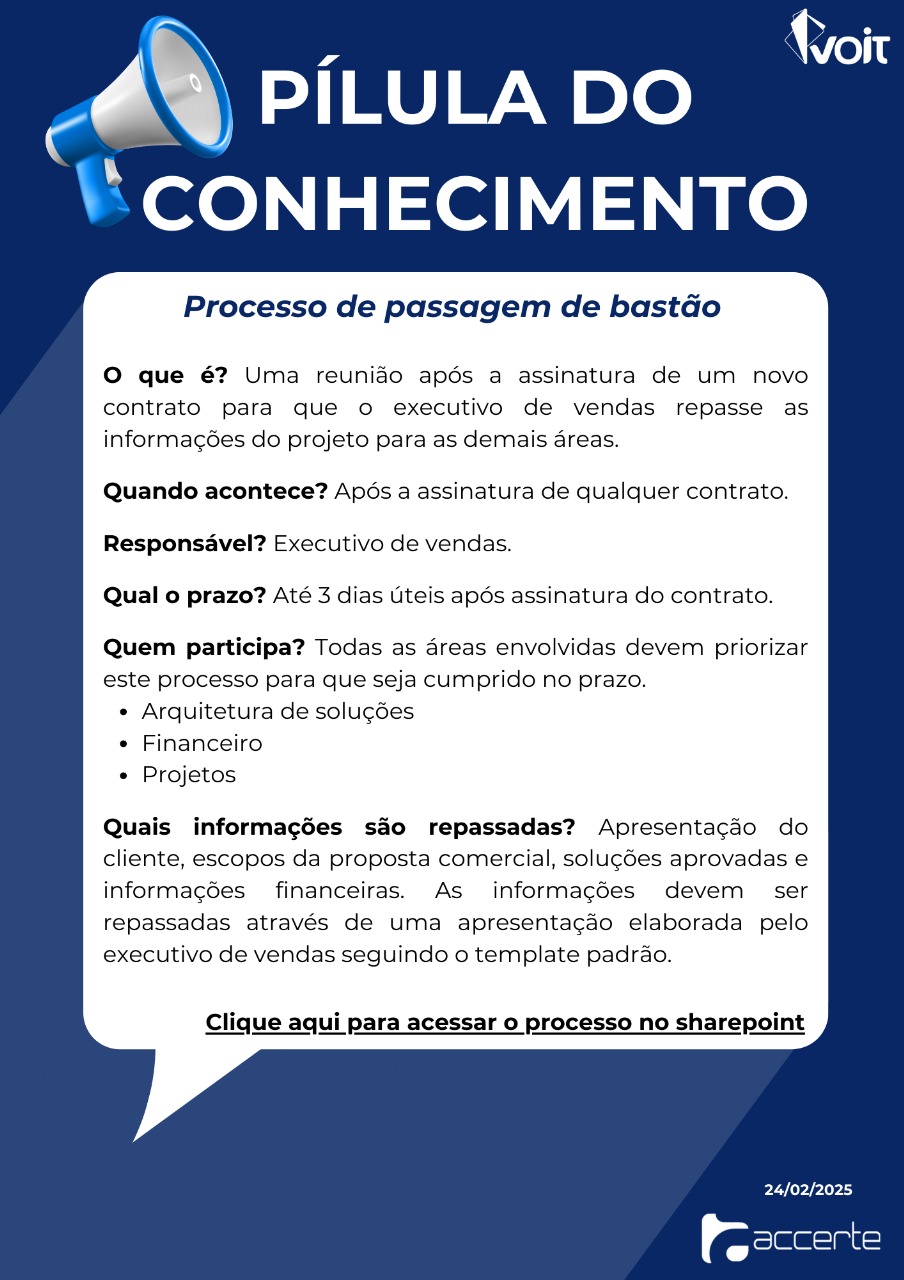 voit
PÍLULA DO
CONHECIMENTO
Processo de passagem de bastão
O que é? Uma reunião após a assinatura de um novo
contrato para que o executivo de vendas repasse as
informações do projeto para as demais áreas.
Quando acontece? Após a assinatura de qualquer contrato.
Responsável? Executivo de vendas.
Qual o prazo? Até 3 dias úteis após assinatura do contrato.
Quem participa? Todas as áreas envolvidas devem priorizar
este processo para que seja cumprido no prazo.
• Arquitetura de soluções
• Financeiro
• Projetos
Quais informações são repassadas? Apresentação do
cliente, escopos da proposta comercial, soluções aprovadas e
informações financeiras. As informações devem ser
repassadas através de uma apresentação elaborada pelo
executivo de vendas seguindo o template padrão.
Clique aqui para acessar o processo no sharepoint
24/02/2025
accerte